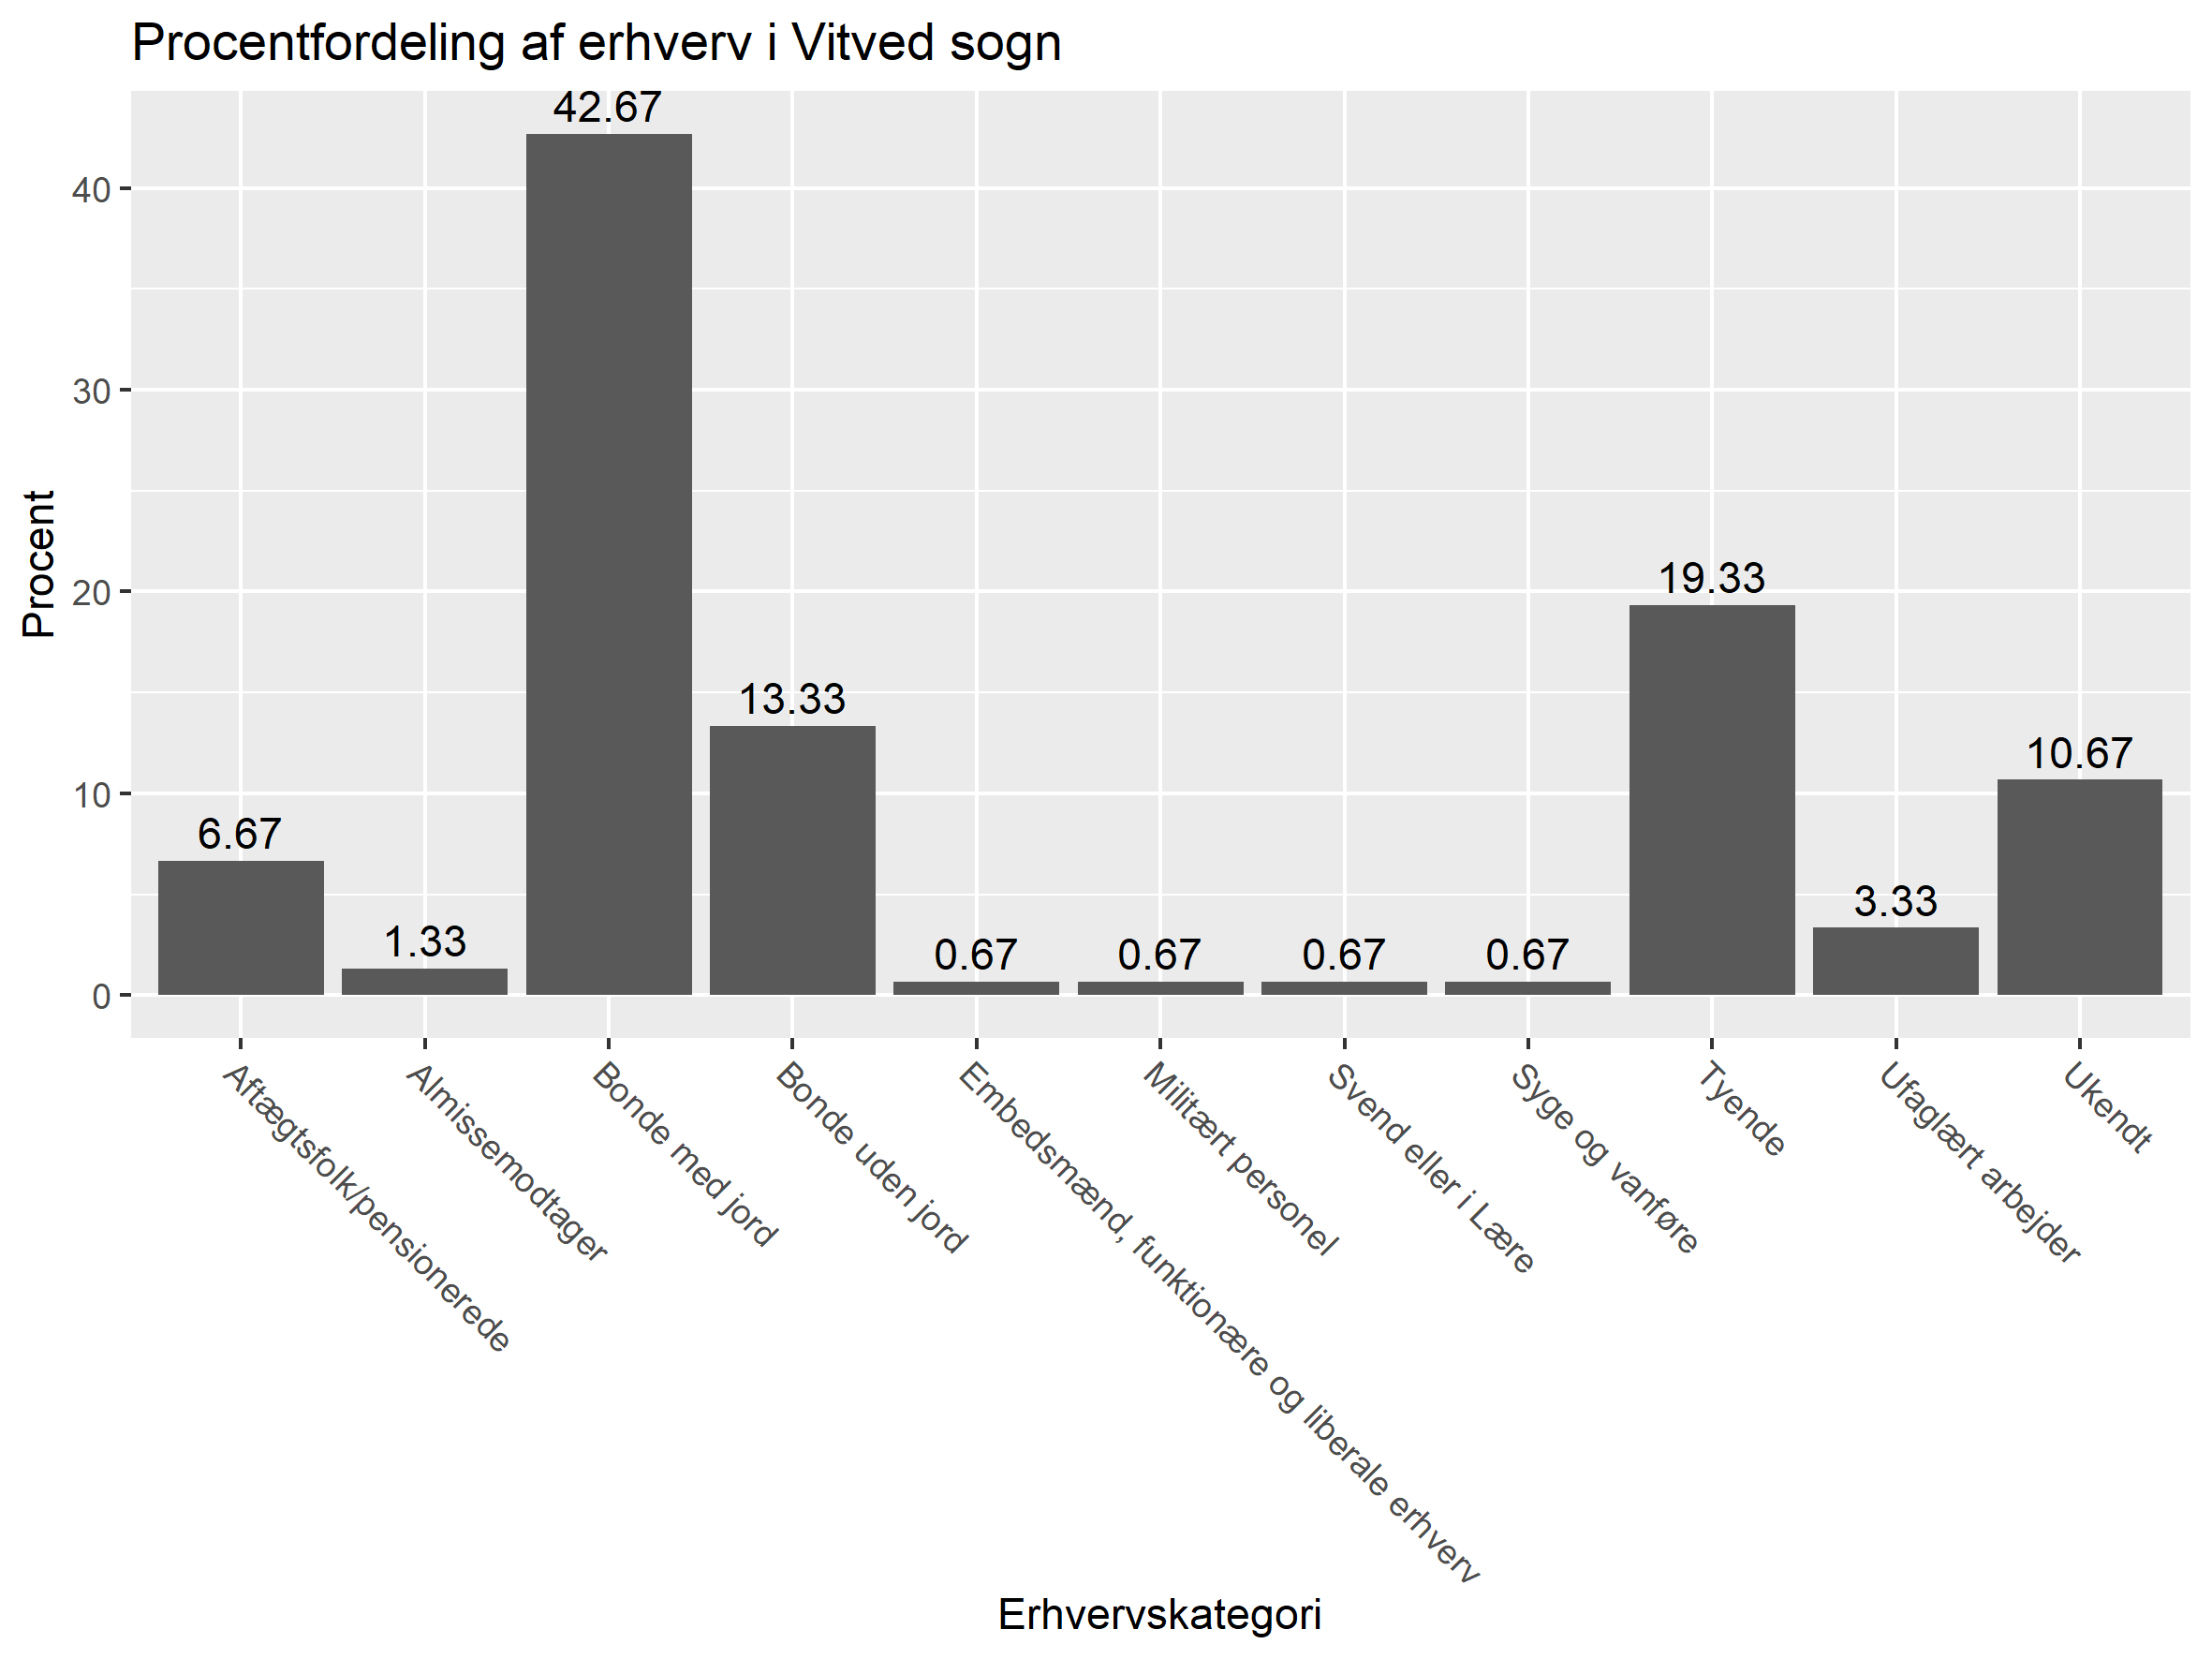 Procentfordeling af erhverv i Vitved sogn
Procent
40
30
20
10
0
6.67
1.33
42.67
13.33
0.67
0.67
0.67
0.67
19.33
3.33
10.67
Aftægtsfolk/pensionerede
Almissemodtager
Bonde med jord
Bonde uden jord
Embedsmænd, funktionære og liberale erhverv
Militært personel
Svend eller i Lære
Syge og vanføre
Tyende
Ufaglært arbejder
Ukendt
Erhvervskategori